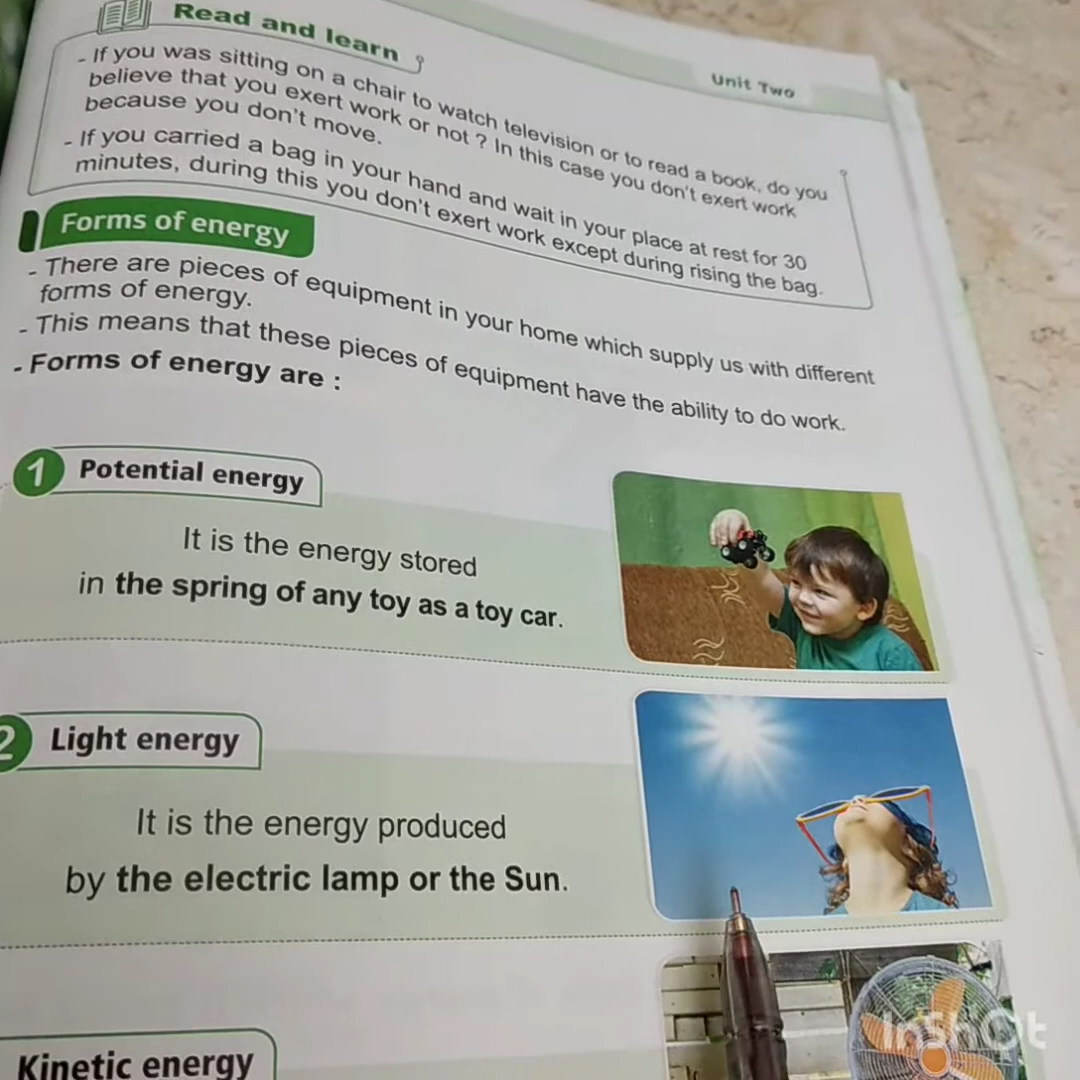 Read and learn
Unit Two
- If you was sitting on a chair to watch television or to read a book, do you
believe that you exert work or not ? In this case you don't exert work
because you don't move.
- If you carried a bag in your hand and wait in your place at rest for 30
minutes, during this you don't exert work except during rising the bag.
Forms of energy
- There are pieces of equipment in your home which supply us with different
forms of energy.
- This means that these pieces of equipment have the ability to do work.
- Forms of energy are :
1 Potential energy
It is the energy stored
in the spring of any toy as a toy car.
2 Light energy
It is the energy produced
by the electric lamp or the Sun.
Kinetic energy
InShOt